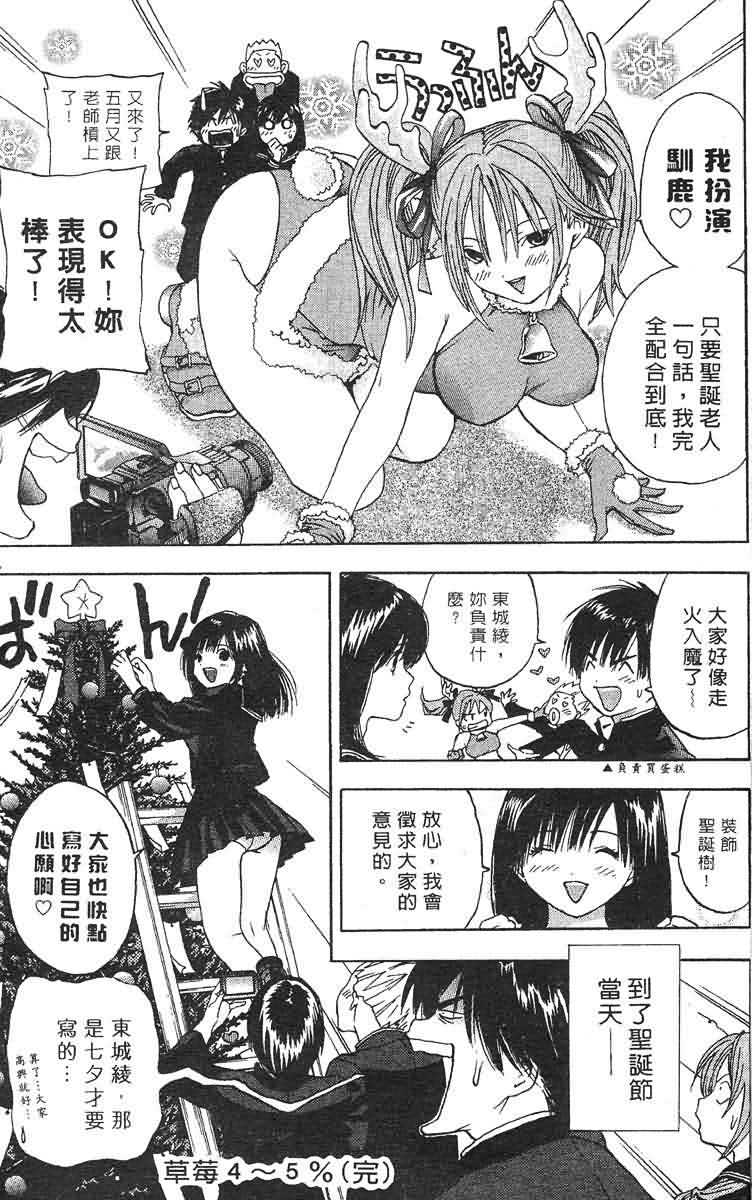 うっふん
我扮演
馴鹿♡
只要聖誕老人
一句話，我完
全配合到底！
又來了！
五月又跟
老師槓上
了！
OK！妳
表現得太
棒了！
大家好像走
火入魔了～
東城綾，
妳負責什
麼？
▲負責買蛋糕
裝飾
聖誕樹！
放心，我會
徵求大家的
意見的。
ばん！
大家也快點
寫好自己的
心願啊♡
到了聖誕節
當天──
東城綾，那
是七夕才要
寫的…
算了…大家
高興就好…
草莓4～5％（完）